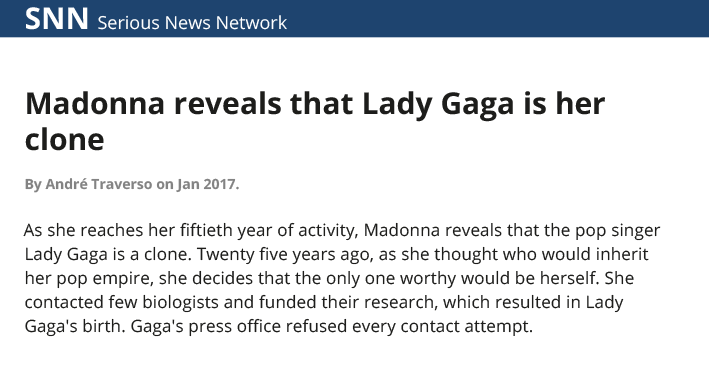 SNN Serious News Network
Madonna reveals that Lady Gaga is her
clone
By André Traverso on Jan 2017.
As she reaches her fiftieth year of activity, Madonna reveals that the pop singer
Lady Gaga is a clone. Twenty five years ago, as she thought who would inherit
her pop empire, she decides that the only one worthy would be herself. She
contacted few biologists and funded their research, which resulted in Lady
Gaga's birth. Gaga's press office refused every contact attempt.